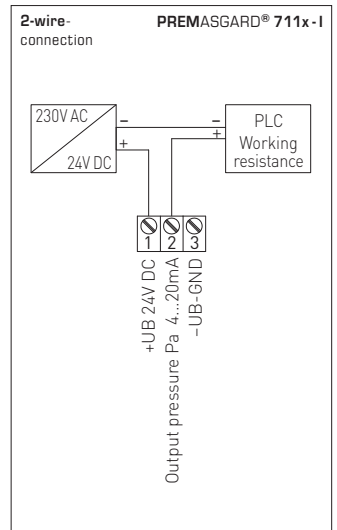 2-wire-
connection
PREMASGARD® 711x-I
230V AC
24V DC
–
+
–
+
PLC
Working
resistance
1
2
3
+UB 24V DC
Output pressure Pa 4...20mA
–UB-GND